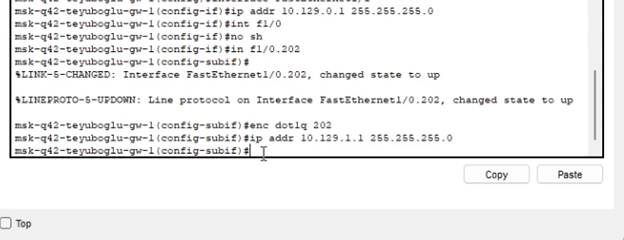 msk-q42-teyuboglu-gw-1(config-if)#ip addr 10.129.0.1 255.255.255.0
msk-q42-teyuboglu-gw-1(config-if)#int f1/0
msk-q42-teyuboglu-gw-1(config-if)#no sh
msk-q42-teyuboglu-gw-1(config-if)#in f1/0.202
msk-q42-teyuboglu-gw-1(config-subif)#
%LINK-5-CHANGED: Interface FastEthernet1/0.202, changed state to up
%LINEPROTO-5-UPDOWN: Line protocol on Interface FastEthernet1/0.202, changed state to up
msk-q42-teyuboglu-gw-1(config-subif)#enc dot1q 202
msk-q42-teyuboglu-gw-1(config-subif)#ip addr 10.129.1.1 255.255.255.0
msk-q42-teyuboglu-gw-1(config-subif)#
Copy Paste
Top